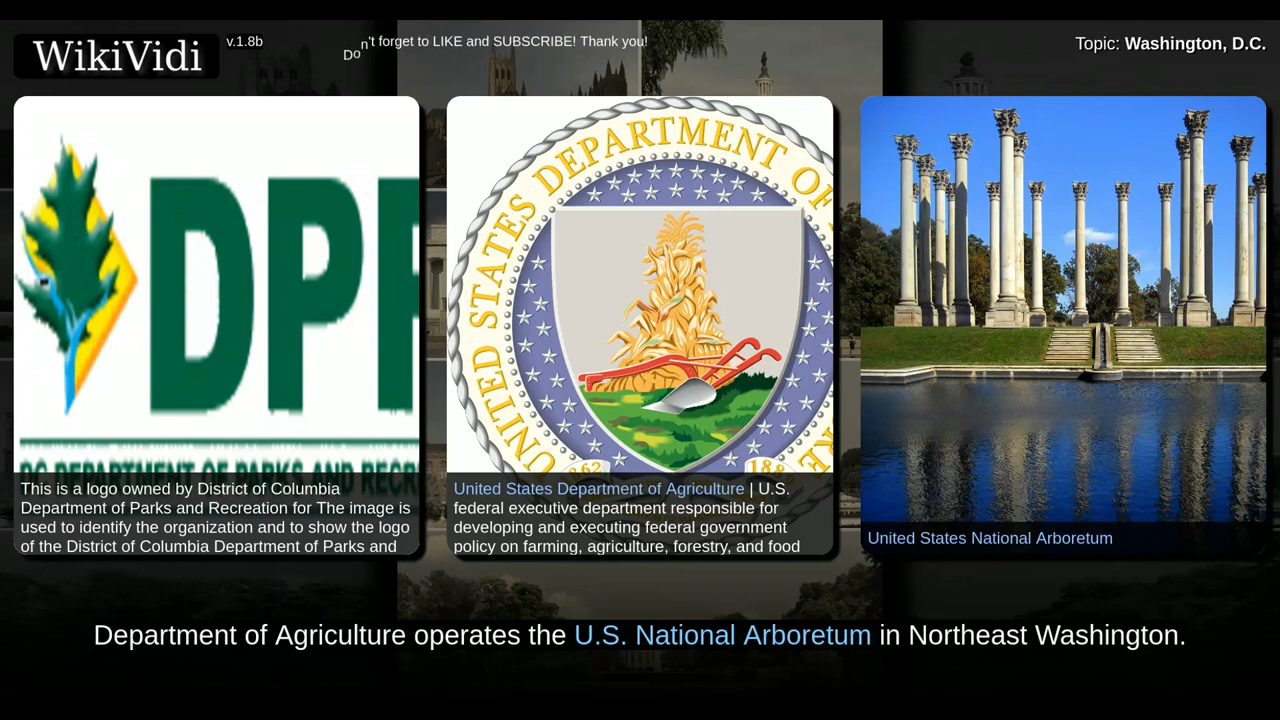 WikiVidi
v.1.8b
Don't forget to LIKE and SUBSCRIBE! Thank you!
Topic: Washington, D.C.
DP
DC DEPARTMENT OF PARKS AND RECR
This is a logo owned by District of Columbia
Department of Parks and Recreation for The image is
used to identify the organization and to show the logo
of the District of Columbia Department of Parks and
UNITED STATES DEPARTMENT OF
United States Department of Agriculture | U.S.
federal executive department responsible for
developing and executing federal government
policy on farming, agriculture, forestry, and food
United States National Arboretum
Department of Agriculture operates the U.S. National Arboretum in Northeast Washington.